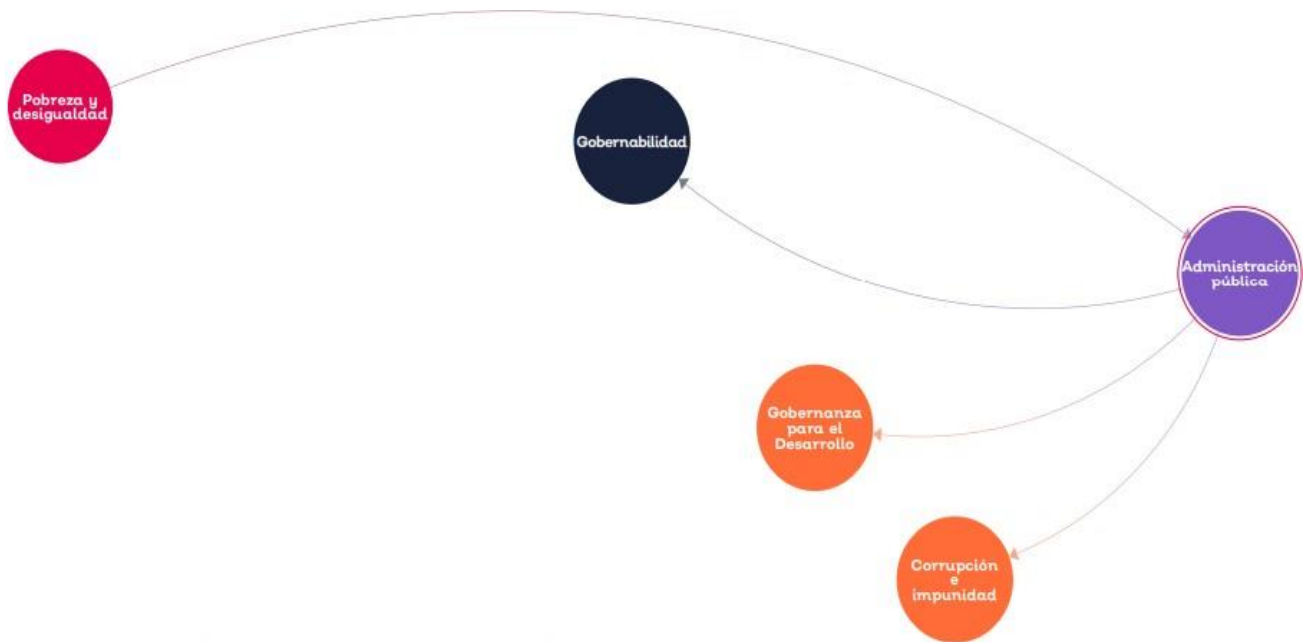 Pobreza y
desigualdad
Gobernabilidad
Administración
pública
Gobernanza
para el
Desarrollo
Corrupción
e
impunidad